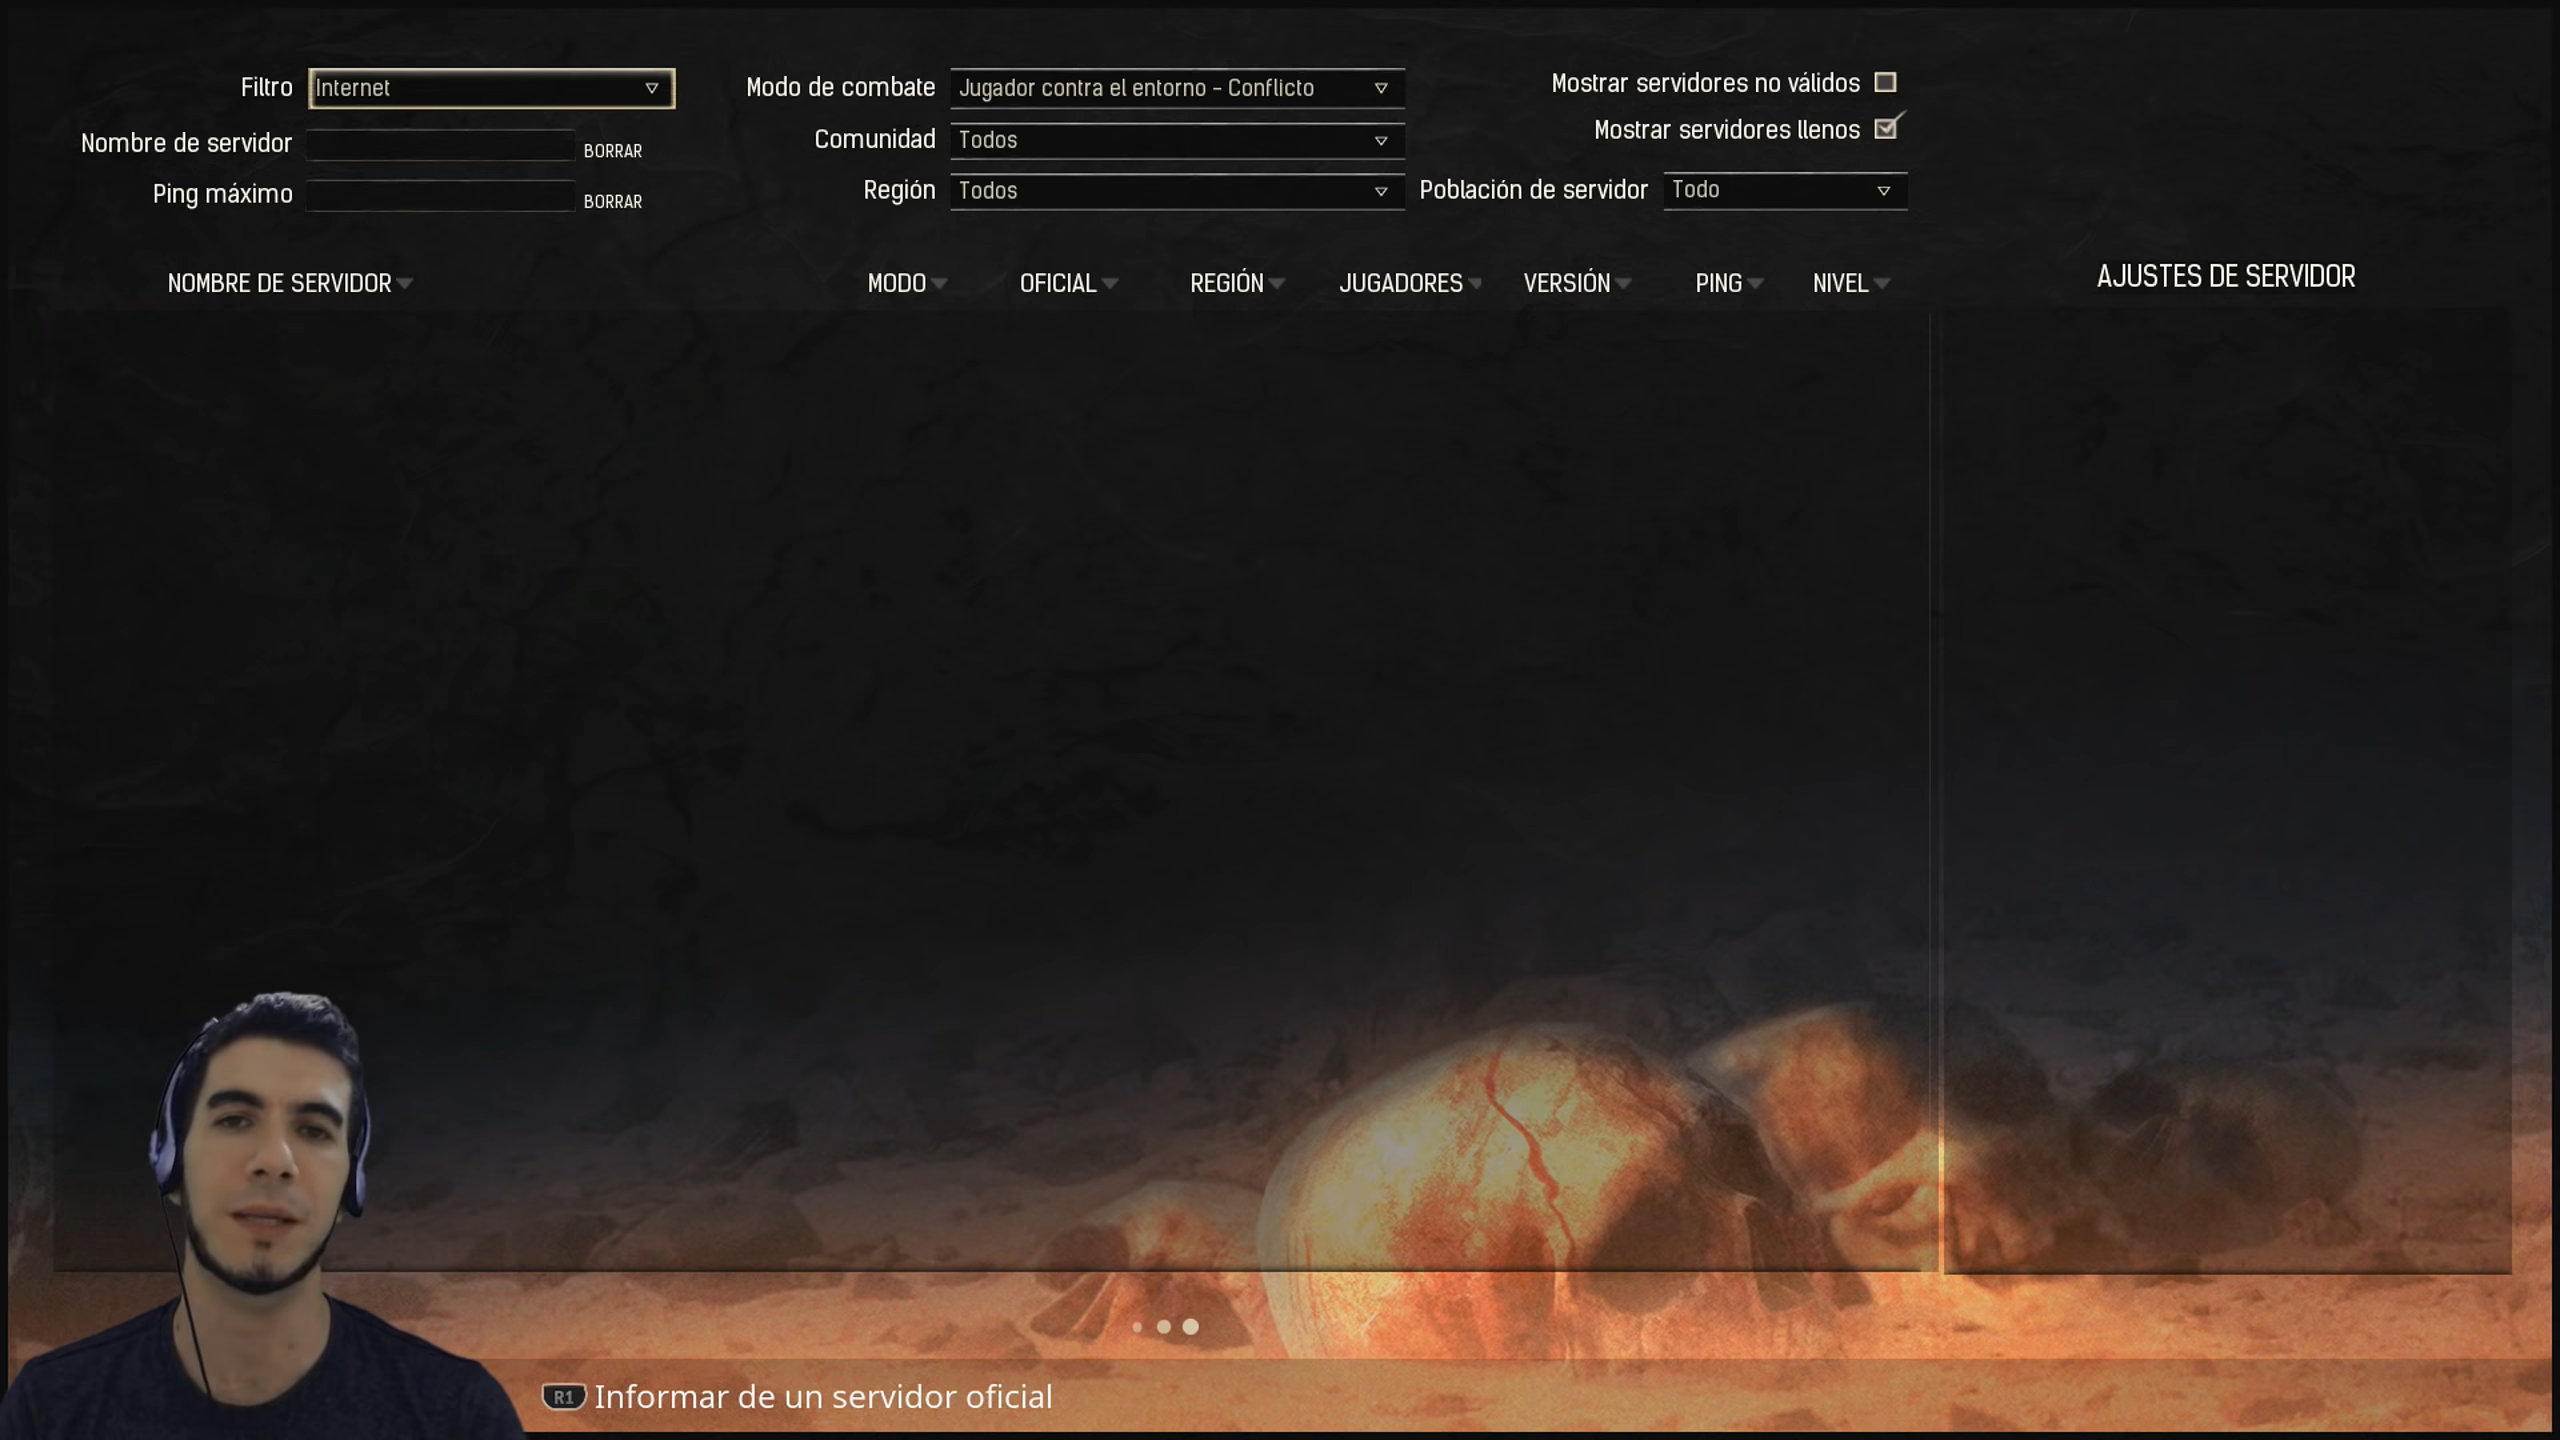 Filtro Internet
Nombre de servidor BORRAR
Ping máximo BORRAR
Modo de combate Jugador contra el entorno - Conflicto
Comunidad Todos
Región Todos
Mostrar servidores no válidos
Mostrar servidores llenos
Población de servidor Todo
NOMBRE DE SERVIDOR MODO OFICIAL REGIÓN JUGADORES VERSIÓN PING NIVEL
AJUSTES DE SERVIDOR
R1 Informar de un servidor oficial